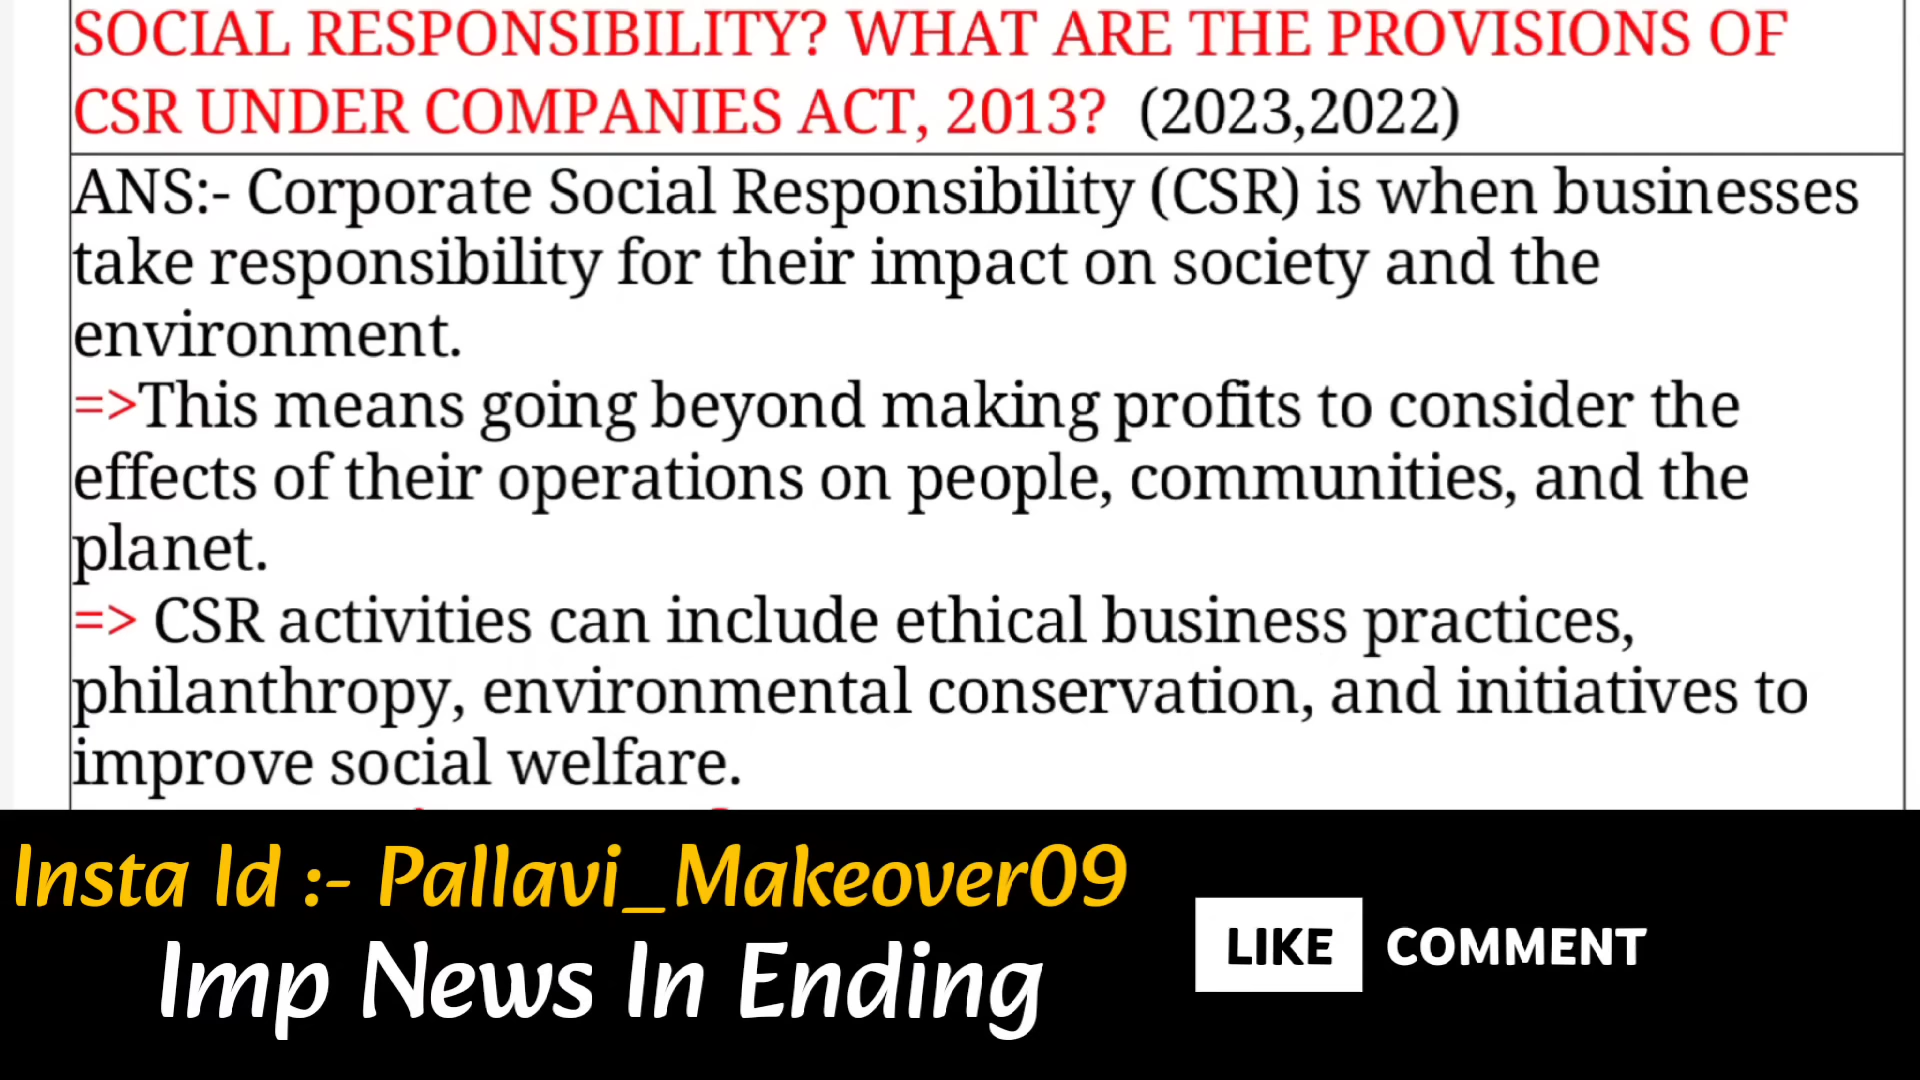 SOCIAL RESPONSIBILITY? WHAT ARE THE PROVISIONS OF
CSR UNDER COMPANIES ACT, 2013? (2023,2022)
ANS:- Corporate Social Responsibility (CSR) is when businesses
take responsibility for their impact on society and the
environment.
=>This means going beyond making profits to consider the
effects of their operations on people, communities, and the
planet.
=> CSR activities can include ethical business practices,
philanthropy, environmental conservation, and initiatives to
improve social welfare.
Insta Id :- Pallavi_Makeover09
Imp News In Ending
LIKE COMMENT